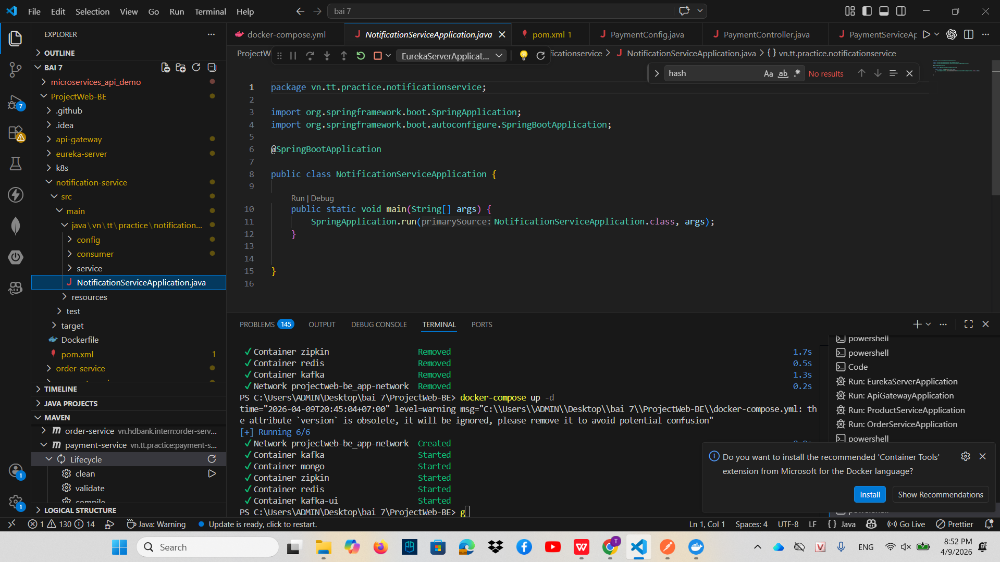 File Edit Selection View Go Run Terminal Help
bai 7
EXPLORER
OUTLINE
BAI 7
microservices_api_demo
ProjectWeb-BE
.github
.idea
api-gateway
eureka-server
k8s
notification-service
src
main
java\vn\tt\practice\notification...
config
consumer
service
NotificationServiceApplication.java
resources
test
target
Dockerfile
pom.xml 1
order-service
TIMELINE
JAVA PROJECTS
MAVEN
order-service vn.hdbank.intern:order-serv...
payment-service vn.tt.practice:payment-s...
Lifecycle
clean
validate
compile
LOGICAL STRUCTURE
7
1
1
docker-compose.yml
NotificationServiceApplication.java
pom.xml 1
PaymentConfig.java
PaymentController.java
PaymentServiceAp
ProjectW
EurekaServerApplicat...
ficationservice > NotificationServiceApplication.java > {} vn.tt.practice.notificationservice
hash
Aa ab .* No results
1 package vn.tt.practice.notificationservice;
2
3 import org.springframework.boot.SpringApplication;
4 import org.springframework.boot.autoconfigure.SpringBootApplication;
5
6 @SpringBootApplication
7
8 public class NotificationServiceApplication {
9
Run | Debug
10 public static void main(String[] args) {
11 SpringApplication.run(primarySource: NotificationServiceApplication.class, args);
12 }
13
14
15 }
16
PROBLEMS 145 OUTPUT DEBUG CONSOLE TERMINAL PORTS
✓ Container zipkin Removed 1.7s
✓ Container redis Removed 0.5s
✓ Container kafka Removed 1.3s
✓ Network projectweb-be_app-network Removed 0.2s
PS C:\Users\ADMIN\Desktop\bai 7\ProjectWeb-BE> docker-compose up -d
time="2026-04-09T20:45:04+07:00" level=warning msg="C:\\Users\\ADMIN\\Desktop\\bai 7\\ProjectWeb-BE\\docker-compose.yml: th
e attribute `version` is obsolete, it will be ignored, please remove it to avoid potential confusion"
[+] Running 6/6
✓ Network projectweb-be_app-network Created
✓ Container kafka Started
✓ Container mongo Started
✓ Container zipkin Started
✓ Container redis Started
✓ Container kafka-ui Started
PS C:\Users\ADMIN\Desktop\bai 7\ProjectWeb-BE> g
powershell
powershell
Code
Run: EurekaServerApplication
Run: ApiGatewayApplication
Run: ProductServiceApplication
Run: OrderServiceApplication
powershell
Do you want to install the recommended 'Container Tools'
extension from Microsoft for the Docker language?
Install
Show Recommendations
1 130 14
Java: Warning
Update is ready, click to restart.
Ln 1, Col 1
Spaces: 4
UTF-8
LF
{} Java
Go Live
Prettier
Search
ENG
8:52 PM
4/9/2026